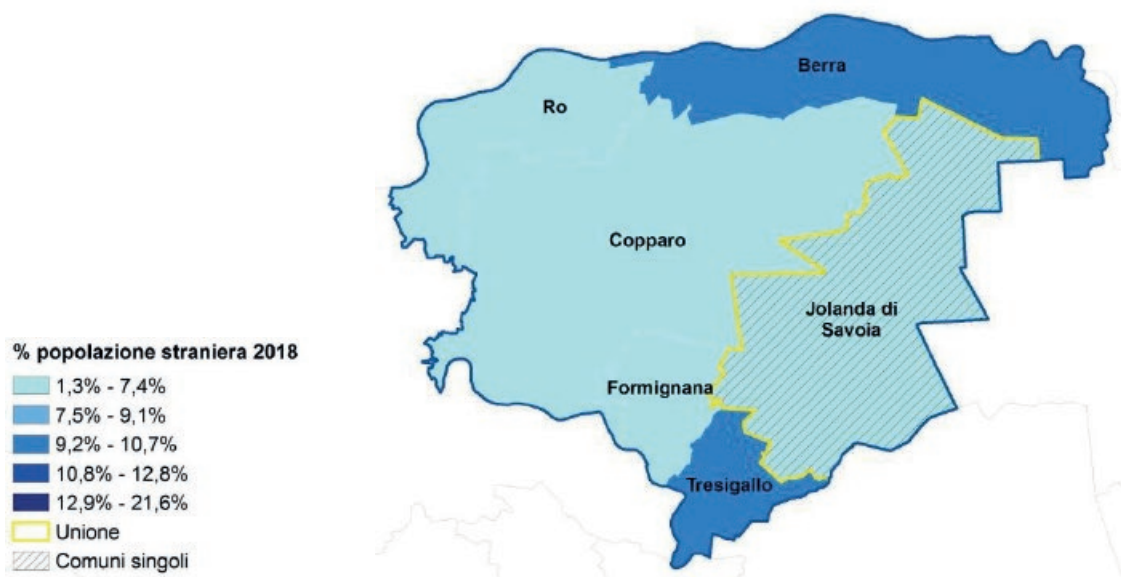 Berra
Ro
Copparo
Jolanda di
Savoia
Formignana
Tresigallo
% popolazione straniera 2018
1,3% - 7,4%
7,5% - 9,1%
9,2% - 10,7%
10,8% - 12,8%
12,9% - 21,6%
Unione
Comuni singoli